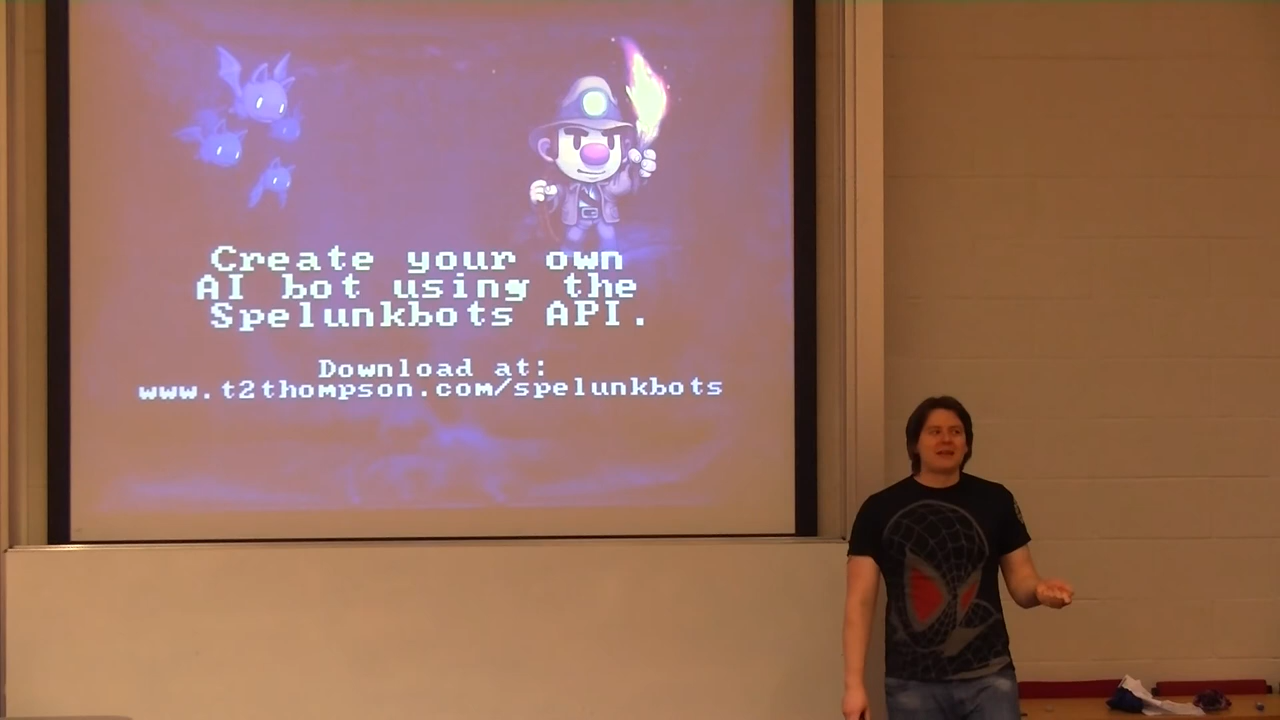 Create your own
AI bot using the
Spelunkbots API.
Download at:
www.t2thompson.com/spelunkbots